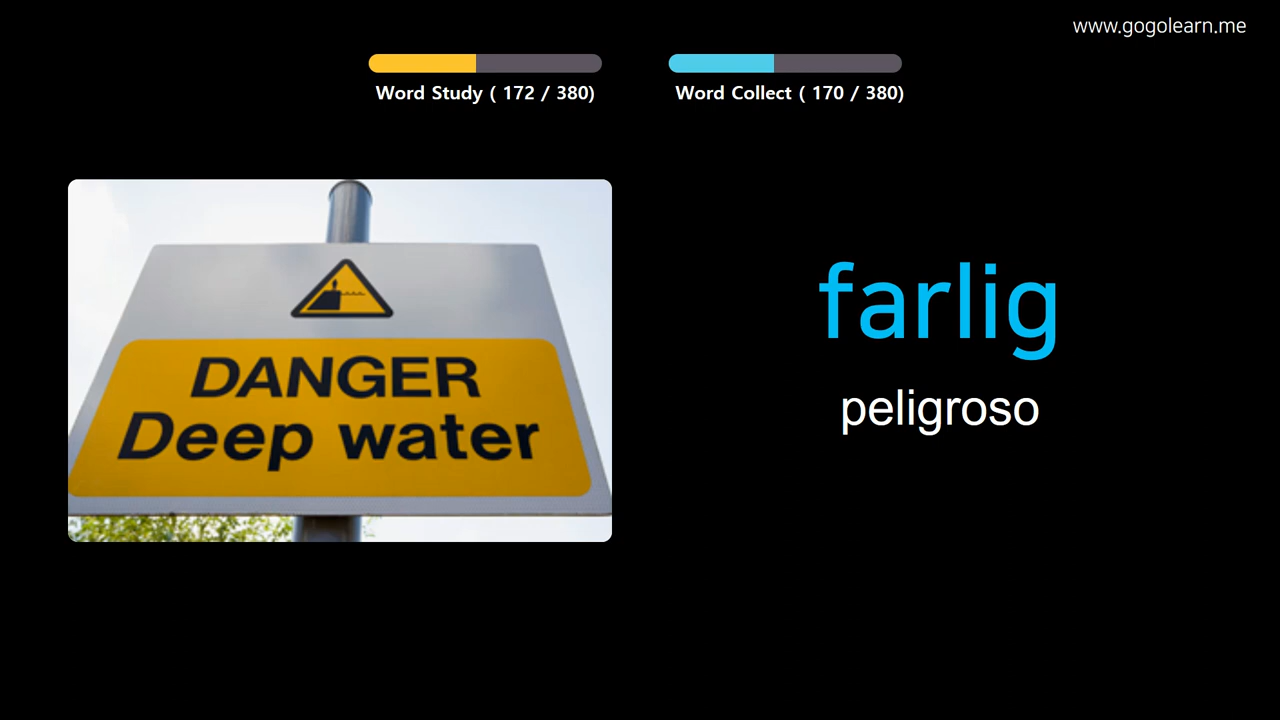 www.gogolearn.me
Word Study ( 172 / 380)
Word Collect ( 170 / 380)
DANGER
Deep water
farlig
peligroso